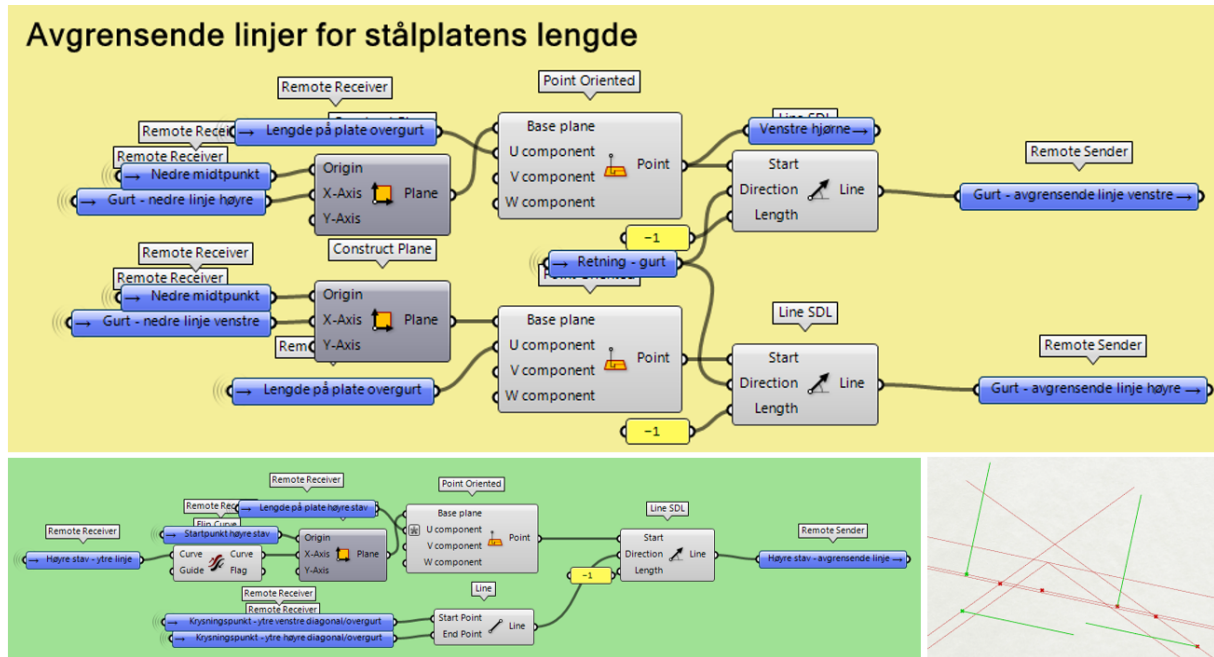 Avgrensende linjer for stålplatens lengde
Remote Receiver
Point Oriented
Lengde på plate overgurt
Base plane
U component
V component
W component
Point
Venstre hjørne
Line SDL
Start
Direction
Length
Line
Remote Sender
Gurt - avgrensende linje venstre
Remote Receiver
Nedre midtpunkt
Gurt - nedre linje høyre
Origin
X-Axis
Y-Axis
Plane
-1
Retning - gurt
Remote Receiver
Construct Plane
Remote Receiver
Nedre midtpunkt
Gurt - nedre linje venstre
Origin
X-Axis
Y-Axis
Plane
Lengde på plate overgurt
Point Oriented
Base plane
U component
V component
W component
Point
Line SDL
Start
Direction
Length
Line
-1
Remote Sender
Gurt - avgrensende linje høyre
Remote Receiver
Høyre stav - ytre linje
Remote Receiver
Lengde på plate høyre stav
Startpunkt høyre stav
Flip Curve
Curve
Guide
Curve
Flag
Origin
X-Axis
Y-Axis
Plane
Point Oriented
Base plane
U component
V component
W component
Point
Remote Receiver
Remote Receiver
Krysningspunkt - ytre venstre diagonal/overgurt
Krysningspunkt - ytre høyre diagonal/overgurt
Line
Start Point
End Point
Line
-1
Line SDL
Start
Direction
Length
Line
Remote Sender
Høyre stav - avgrensende linje